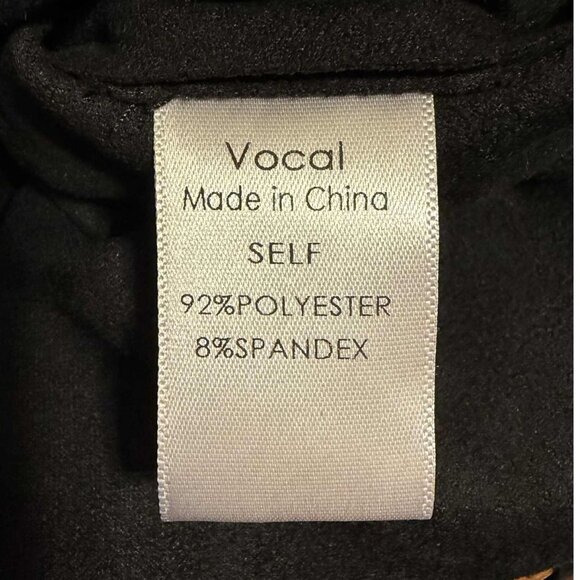 Vocal
Made in China
SELF
92%POLYESTER
8%SPANDEX